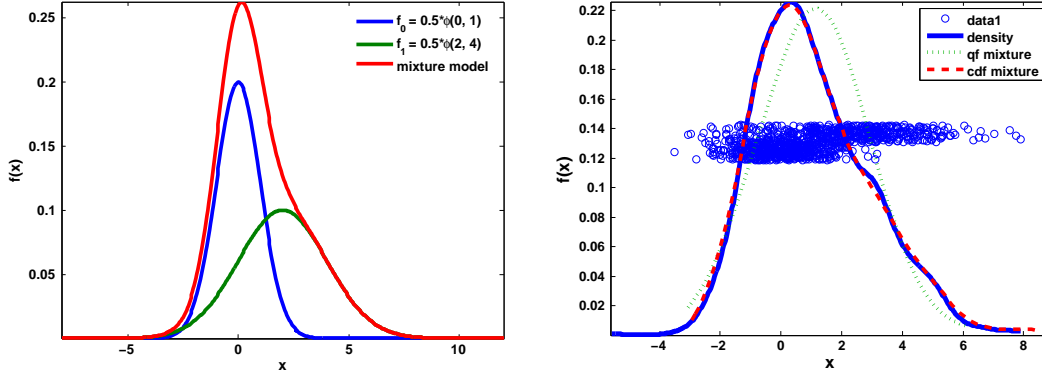 f(x)
0.25
0.2
0.15
0.1
0.05
−5
0
5
10
x
f_0 = 0.5*ϕ(0, 1)
f_1 = 0.5*ϕ(2, 4)
mixture model
f(x)
0.22
0.2
0.18
0.16
0.14
0.12
0.1
0.08
0.06
0.04
0.02
−4
−2
0
2
4
6
8
x
data1
density
qf mixture
cdf mixture